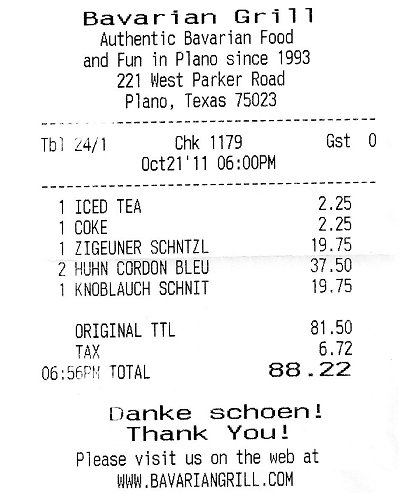 Bavarian Grill
Authentic Bavarian Food
and Fun in Plano since 1993
221 West Parker Road
Plano, Texas 75023
Tbl 24/1 Chk 1179 Gst 0
Oct21'11 06:00PM
1 ICED TEA 2.25
1 COKE 2.25
1 ZIGEUNER SCHNTZL 19.75
2 HUHN CORDON BLEU 37.50
1 KNOBLAUCH SCHNIT 19.75
ORIGINAL TTL 81.50
TAX 6.72
06:56PM TOTAL 88.22
Danke schoen!
Thank You!
Please visit us on the web at
WWW.BAVARIANGRILL.COM